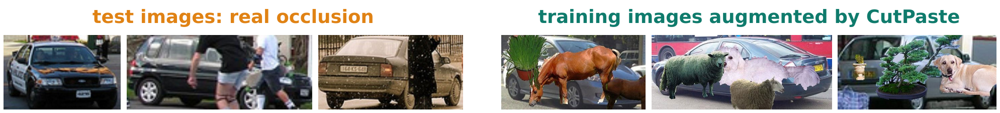 test images: real occlusion
training images augmented by CutPaste